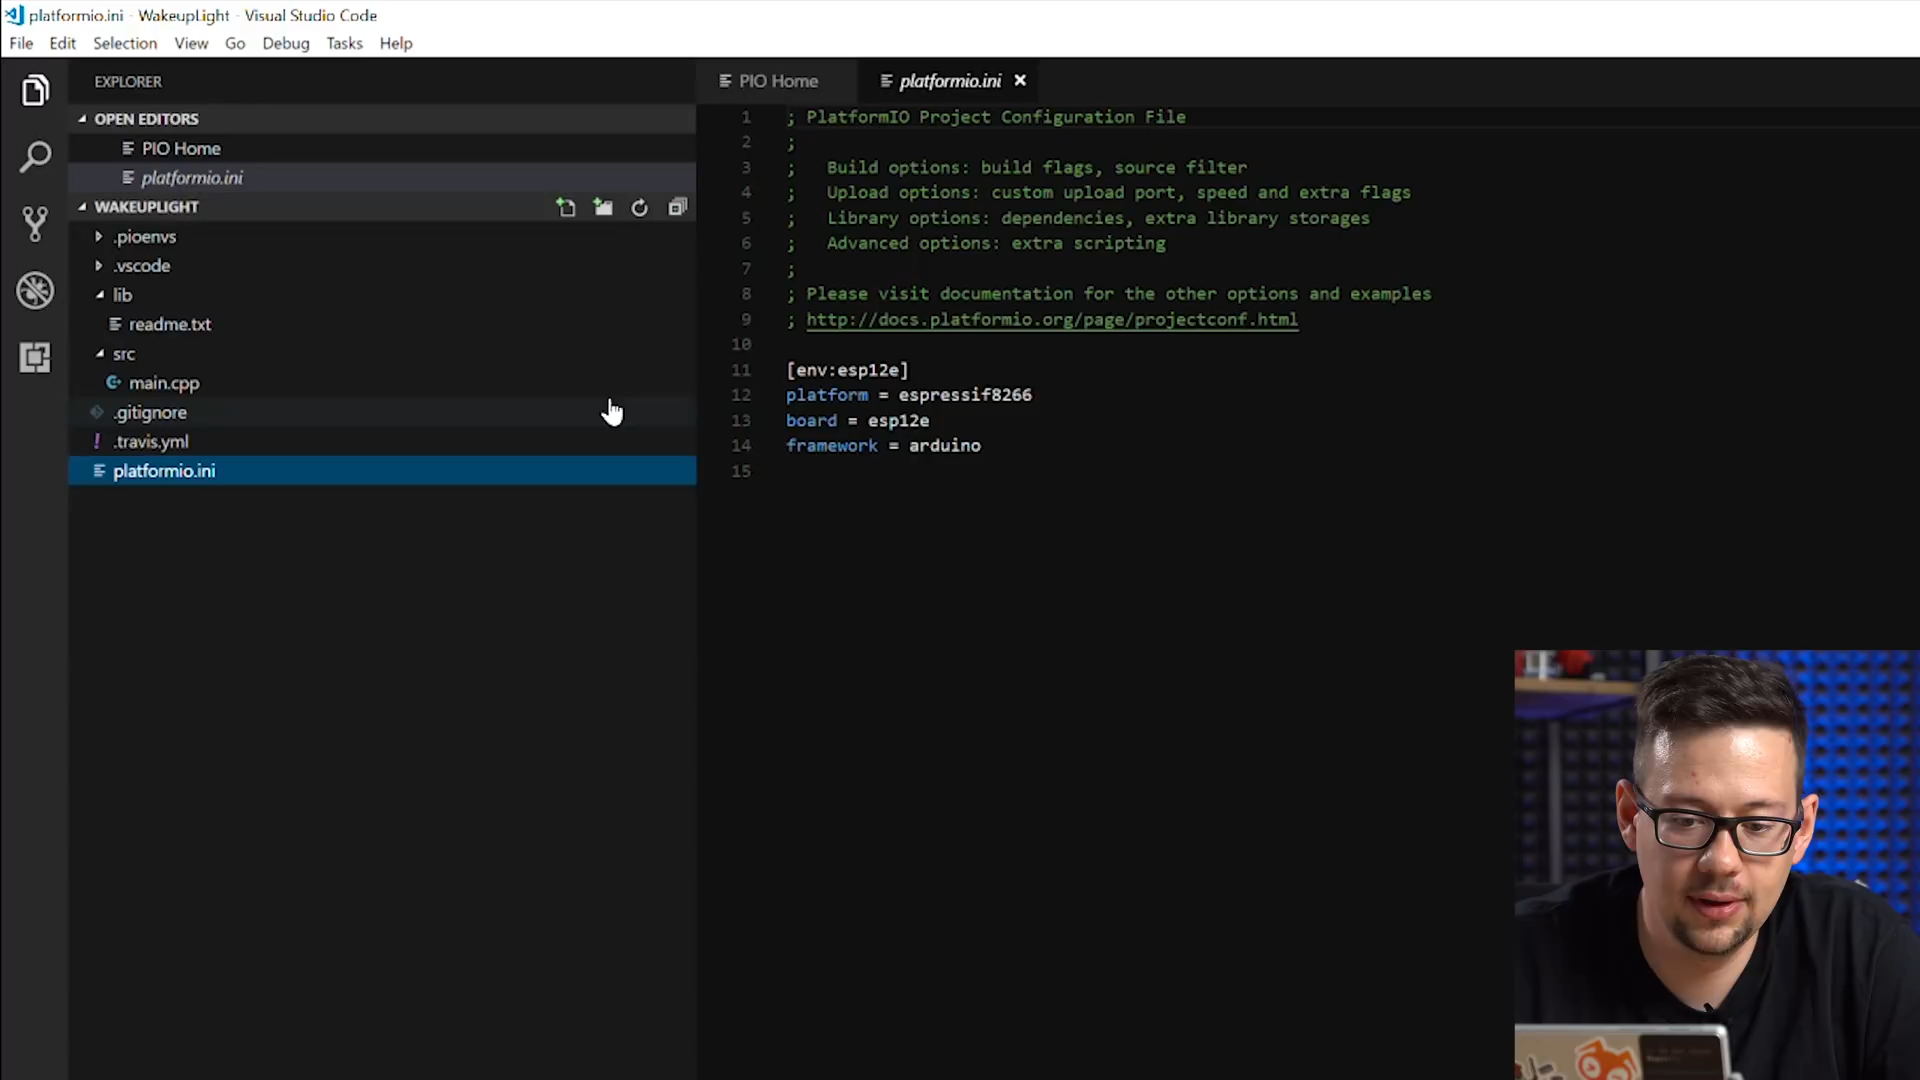 platformio.ini - WakeupLight - Visual Studio Code
File Edit Selection View Go Debug Tasks Help
EXPLORER
OPEN EDITORS
PIO Home
platformio.ini
WAKEUPLIGHT
.pioenvs
.vscode
lib
readme.txt
src
main.cpp
.gitignore
! .travis.yml
platformio.ini
PIO Home platformio.ini
1 ; PlatformIO Project Configuration File
2 ;
3 ; Build options: build flags, source filter
4 ; Upload options: custom upload port, speed and extra flags
5 ; Library options: dependencies, extra library storages
6 ; Advanced options: extra scripting
7 ;
8 ; Please visit documentation for the other options and examples
9 ; http://docs.platformio.org/page/projectconf.html
10
11 [env:esp12e]
12 platform = espressif8266
13 board = esp12e
14 framework = arduino
15